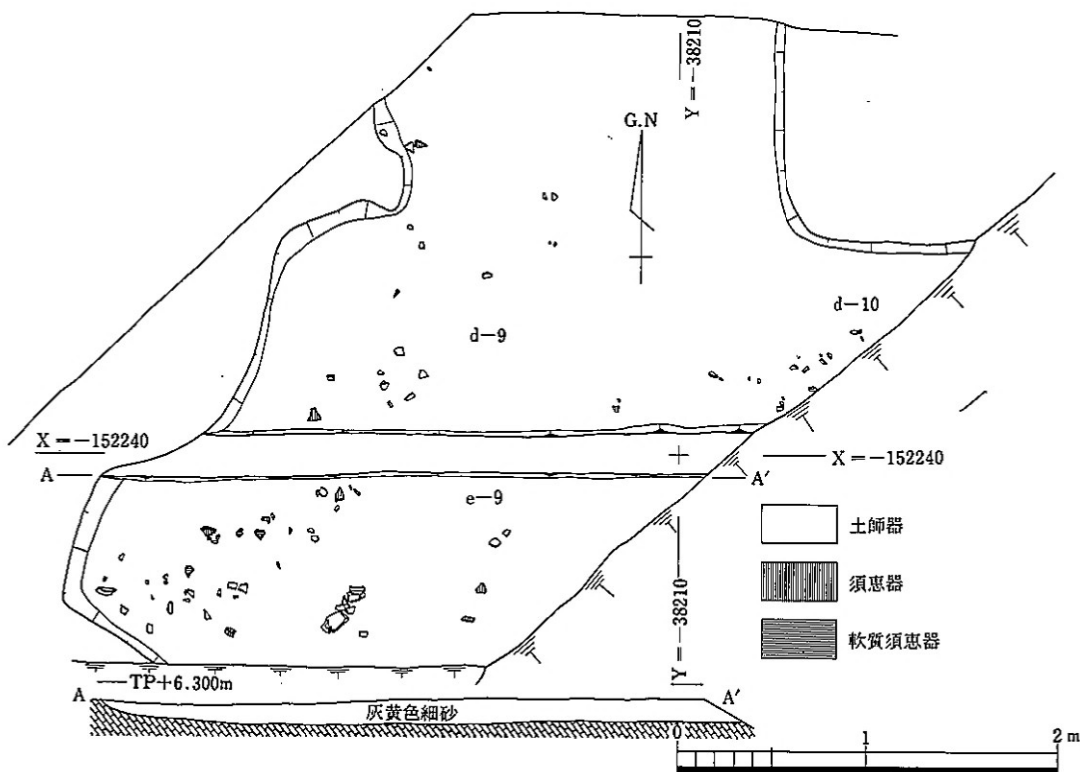 Y=-38210
G.N
d-10
d-9
X=-152240
X=-152240
A
A′
e-9
土師器
須恵器
軟質須恵器
Y=-38210
TP+6.300m
A
A′
灰黄色細砂
0
1
2 m